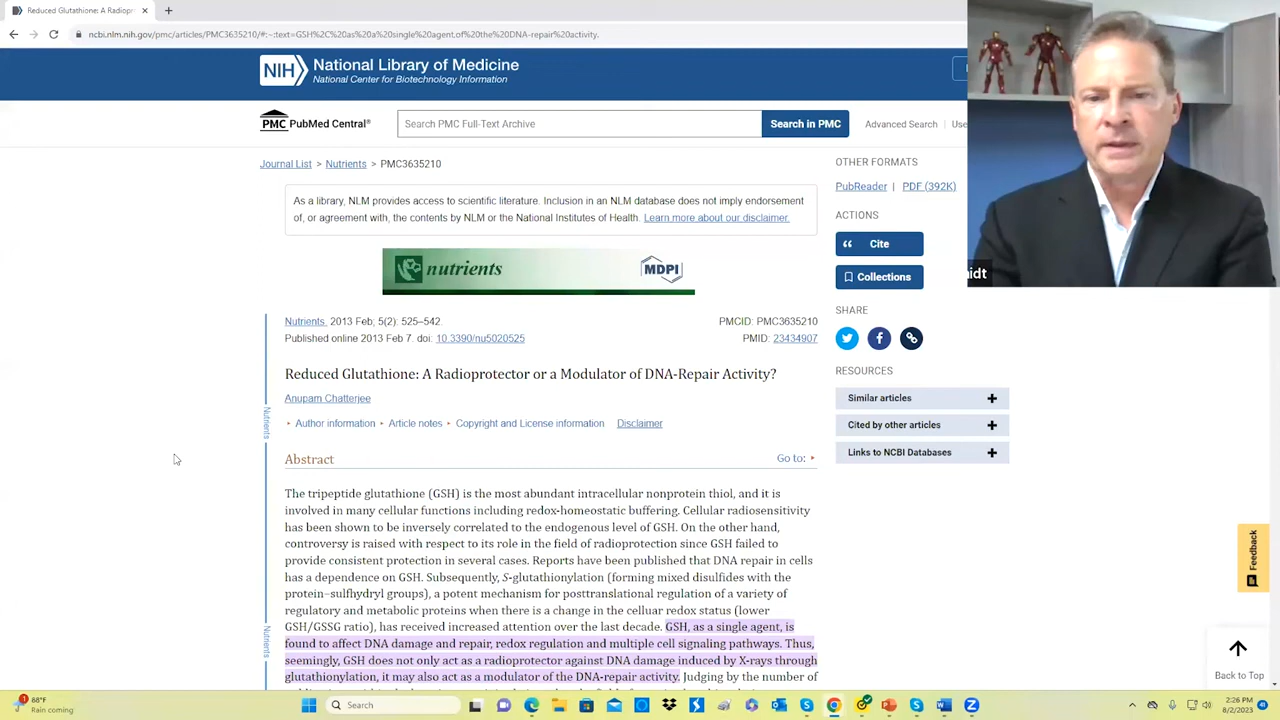 Reduced Glutathione: A Radiopr
ncbi.nlm.nih.gov/pmc/articles/PMC3635210/#:~:text=GSH%2C%20as%20a%20single%20agent,of%20the%20DNA-repair%20activity.
NIH
National Library of Medicine
National Center for Biotechnology Information
PMC PubMed Central®
Search PMC Full-Text Archive
Search in PMC
Advanced Search
Use
Journal List > Nutrients > PMC3635210
As a library, NLM provides access to scientific literature. Inclusion in an NLM database does not imply endorsement
of, or agreement with, the contents by NLM or the National Institutes of Health. Learn more about our disclaimer.
nutrients
MDPI
Nutrients. 2013 Feb; 5(2): 525–542.
PMCID: PMC3635210
Published online 2013 Feb 7. doi: 10.3390/nu5020525
PMID: 23434907
Reduced Glutathione: A Radioprotector or a Modulator of DNA-Repair Activity?
Anupam Chatterjee
Author information
Article notes
Copyright and License information
Disclaimer
Abstract
Go to:
The tripeptide glutathione (GSH) is the most abundant intracellular nonprotein thiol, and it is
involved in many cellular functions including redox-homeostatic buffering. Cellular radiosensitivity
has been shown to be inversely correlated to the endogenous level of GSH. On the other hand,
controversy is raised with respect to its role in the field of radioprotection since GSH failed to
provide consistent protection in several cases. Reports have been published that DNA repair in cells
has a dependence on GSH. Subsequently, S-glutathionylation (forming mixed disulfides with the
protein–sulfhydryl groups), a potent mechanism for posttranslational regulation of a variety of
regulatory and metabolic proteins when there is a change in the celluar redox status (lower
GSH/GSSG ratio), has received increased attention over the last decade. GSH, as a single agent, is
found to affect DNA damage and repair, redox regulation and multiple cell signaling pathways. Thus,
seemingly, GSH does not only act as a radioprotector against DNA damage induced by X-rays through
glutathionylation, it may also act as a modulator of the DNA-repair activity. Judging by the number of
OTHER FORMATS
PubReader | PDF (392K)
ACTIONS
Cite
Collections
SHARE
RESOURCES
Similar articles
Cited by other articles
Links to NCBI Databases
idt
Nutrients
Nutrients
Feedback
Back to Top
88°F
Rain coming
Search
2:26 PM
8/2/2023